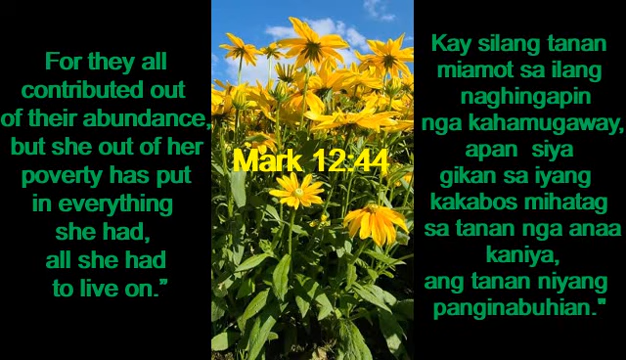 For they all
contributed out
of their abundance,
but she out of her
poverty has put
in everything
she had,
all she had
to live on.”
Mark 12:44
Kay silang tanan
miamot sa ilang
naghingapin
nga kahamugaway,
apan siya
gikan sa iyang
kakabos mihatag
sa tanan nga anaa
kaniya,
ang tanan niyang
panginabuhian."